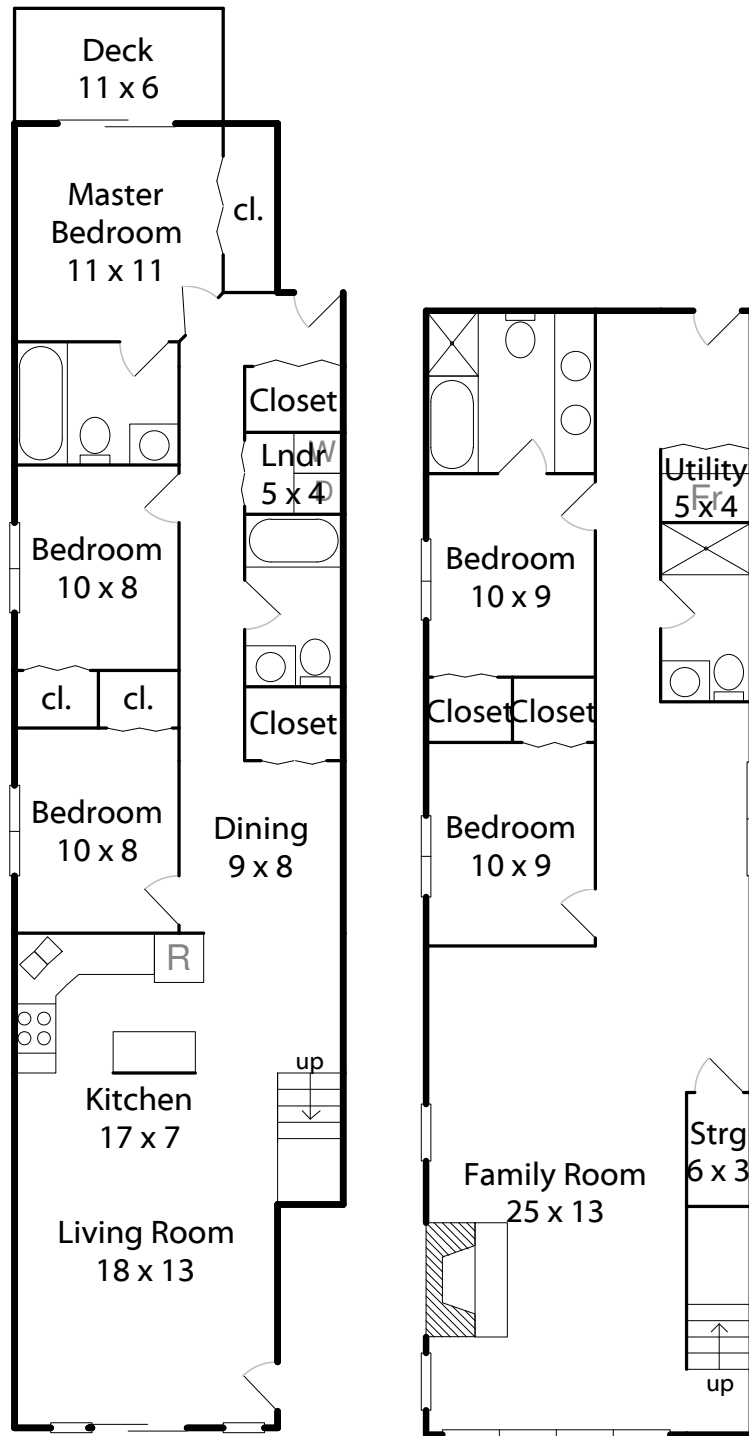 Deck
11 x 6
Master
Bedroom
11 x 11
cl.
Closet
Lndr
5 x 4
W
D
Bedroom
10 x 8
cl.
cl.
Closet
Bedroom
10 x 8
Dining
9 x 8
R
up
Kitchen
17 x 7
Living Room
18 x 13
Utility
5 x 4
Fr
Bedroom
10 x 9
Closet
Closet
Bedroom
10 x 9
Strg
6 x 3
Family Room
25 x 13
up